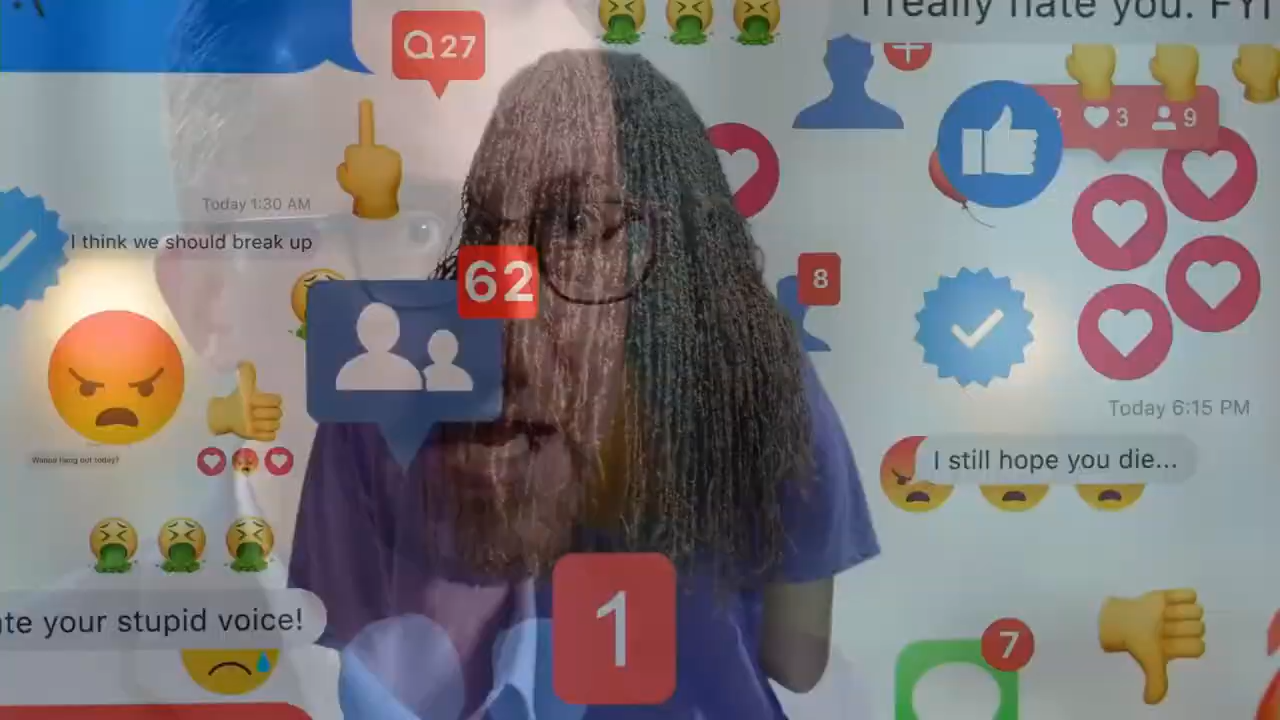 I really hate you. FYI
27
3
9
Today 1:30 AM
I think we should break up
62
8
Today 6:15 PM
I still hope you die...
Wanna hang out today?
ate your stupid voice!
1
7